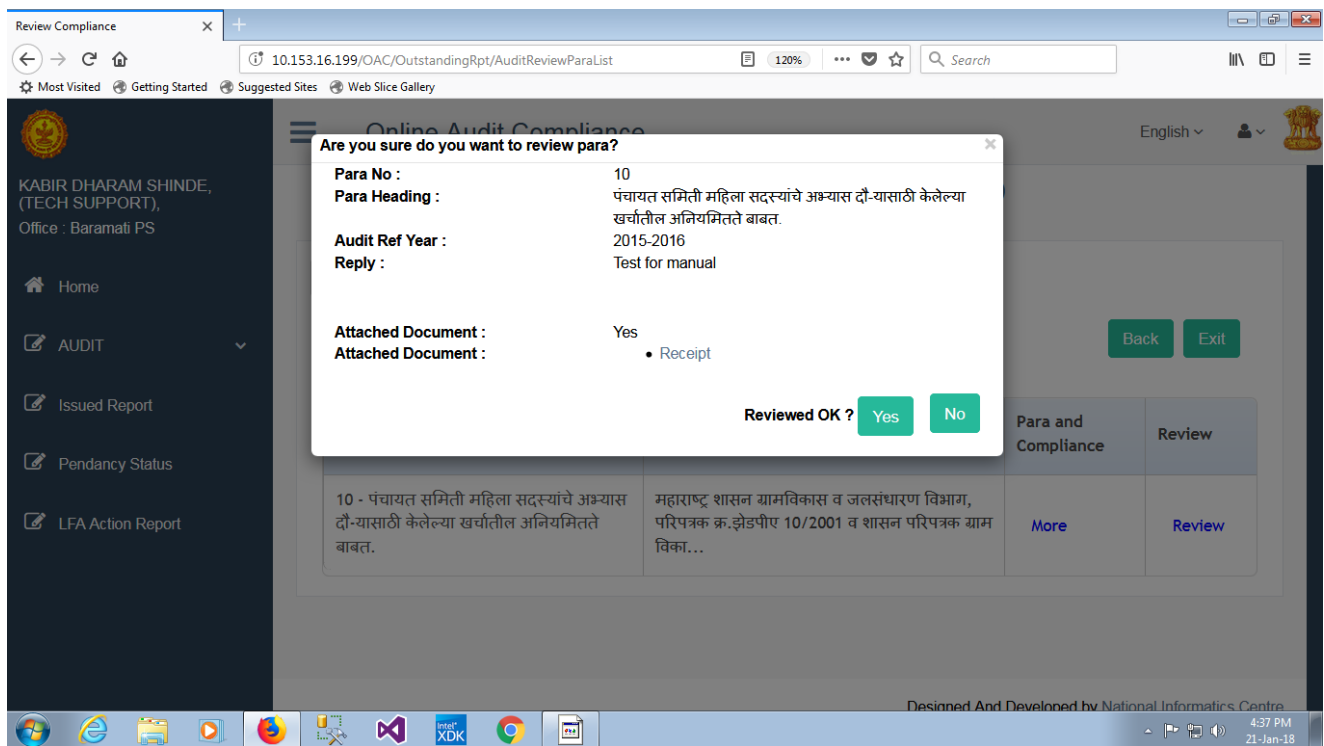 Review Compliance
10.153.16.199/OAC/OutstandingRpt/AuditReviewParaList
120%
Search
Most Visited
Getting Started
Suggested Sites
Web Slice Gallery
Online Audit Compliance
English
KABIR DHARAM SHINDE,
(TECH SUPPORT),
Office : Baramati PS
Home
AUDIT
Issued Report
Pendancy Status
LFA Action Report
Are you sure do you want to review para?
Para No : 10
Para Heading : पंचायत समिती महिला सदस्यांचे अभ्यास दौ-यासाठी केलेल्या
खर्चातील अनियमितते बाबत.
Audit Ref Year : 2015-2016
Reply : Test for manual
Attached Document : Yes
Attached Document : • Receipt
Reviewed OK ? Yes No
Back Exit
Para and
Compliance
Review
10 - पंचायत समिती महिला सदस्यांचे अभ्यास
दौ-यासाठी केलेल्या खर्चातील अनियमितते
बाबत.
महाराष्ट्र शासन ग्रामविकास व जलसंधारण विभाग,
परिपत्रक क्र.झेडपीए 10/2001 व शासन परिपत्रक ग्राम
विका...
More
Review
Designed And Developed by National Informatics Centre
intel XDK
4:37 PM
21-Jan-18